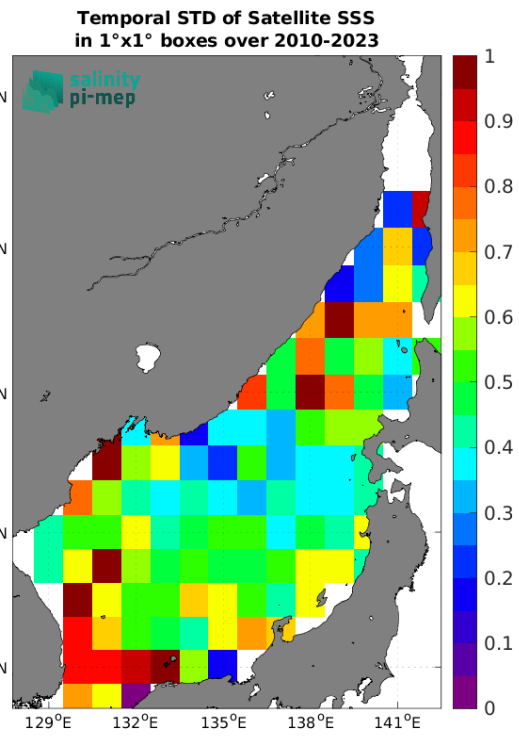 Temporal STD of Satellite SSS
in 1°x1° boxes over 2010-2023
salinity
pi-mep
N
N
N
N
N
1
0.9
0.8
0.7
0.6
0.5
0.4
0.3
0.2
0.1
0
129°E
132°E
135°E
138°E
141°E